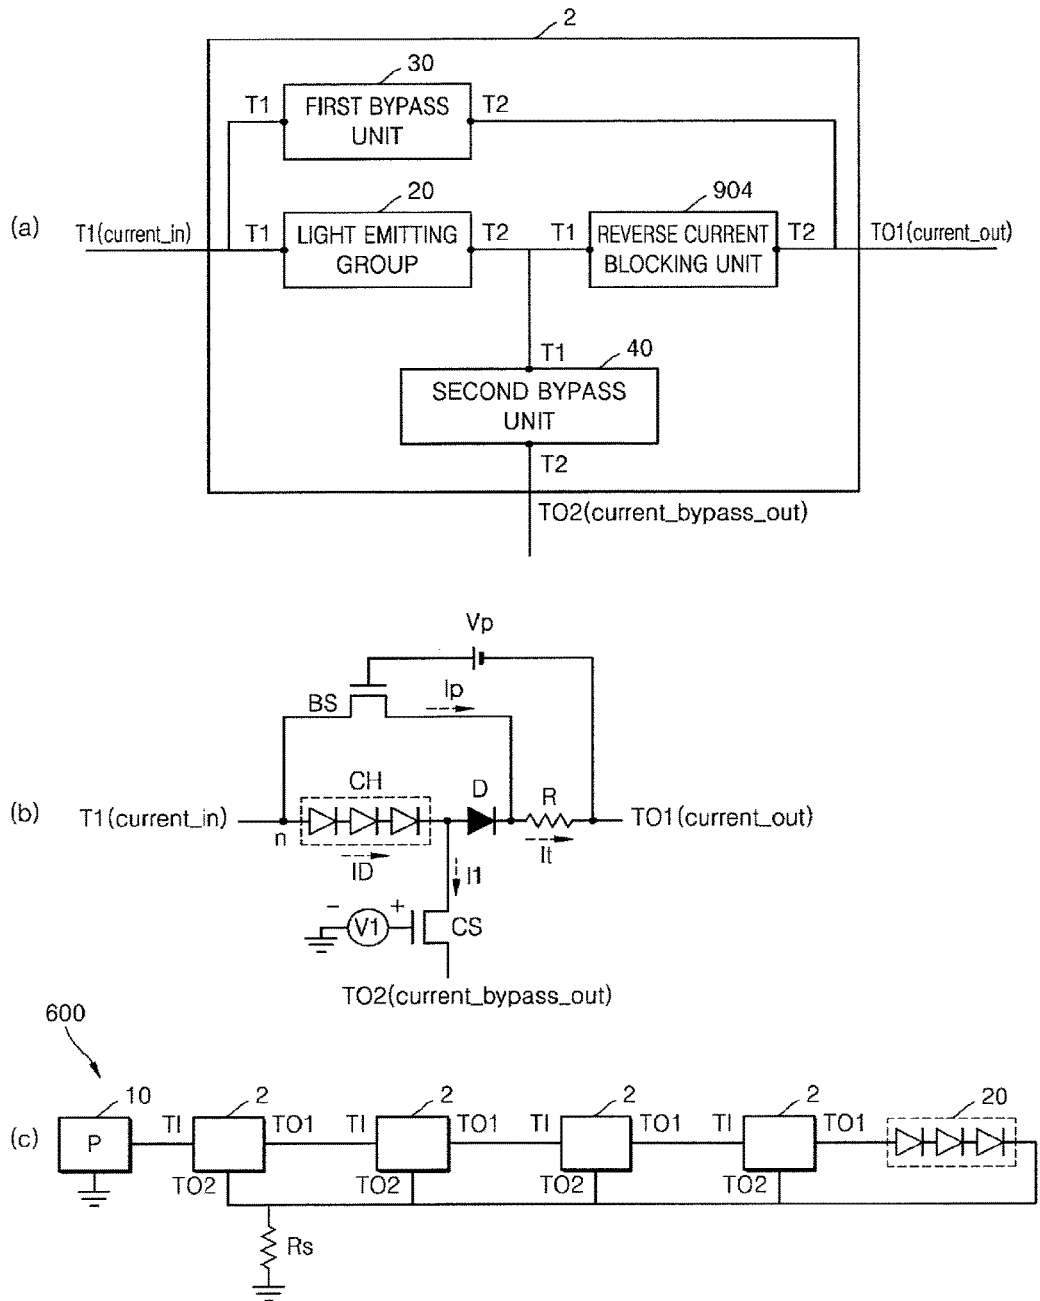 2
30
T1
FIRST BYPASS
UNIT
T2
20
904
(a)
T1(current_in)
T1
LIGHT EMITTING
GROUP
T2
T1
REVERSE CURRENT
BLOCKING UNIT
T2
TO1(current_out)
T1
40
SECOND BYPASS
UNIT
T2
TO2(current_bypass_out)
Vp
BS
Ip
(b)
T1(current_in)
n
CH
D
R
TO1(current_out)
ID
It
I1
-
+
V1
CS
TO2(current_bypass_out)
600
(c)
10
P
TI
2
TO1
TI
2
TO1
TI
2
TO1
TI
2
TO1
20
TO2
TO2
TO2
TO2
Rs